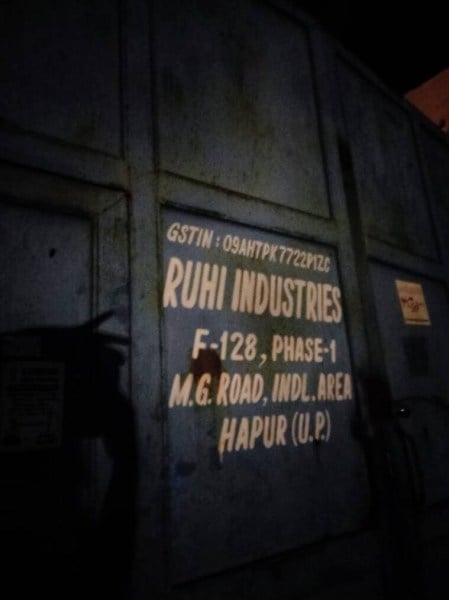 GSTIN : 09AHTPK7722P1ZC
RUHI INDUSTRIES
F-128, PHASE-1
M.G. ROAD, INDL. AREA
HAPUR (U.P.)